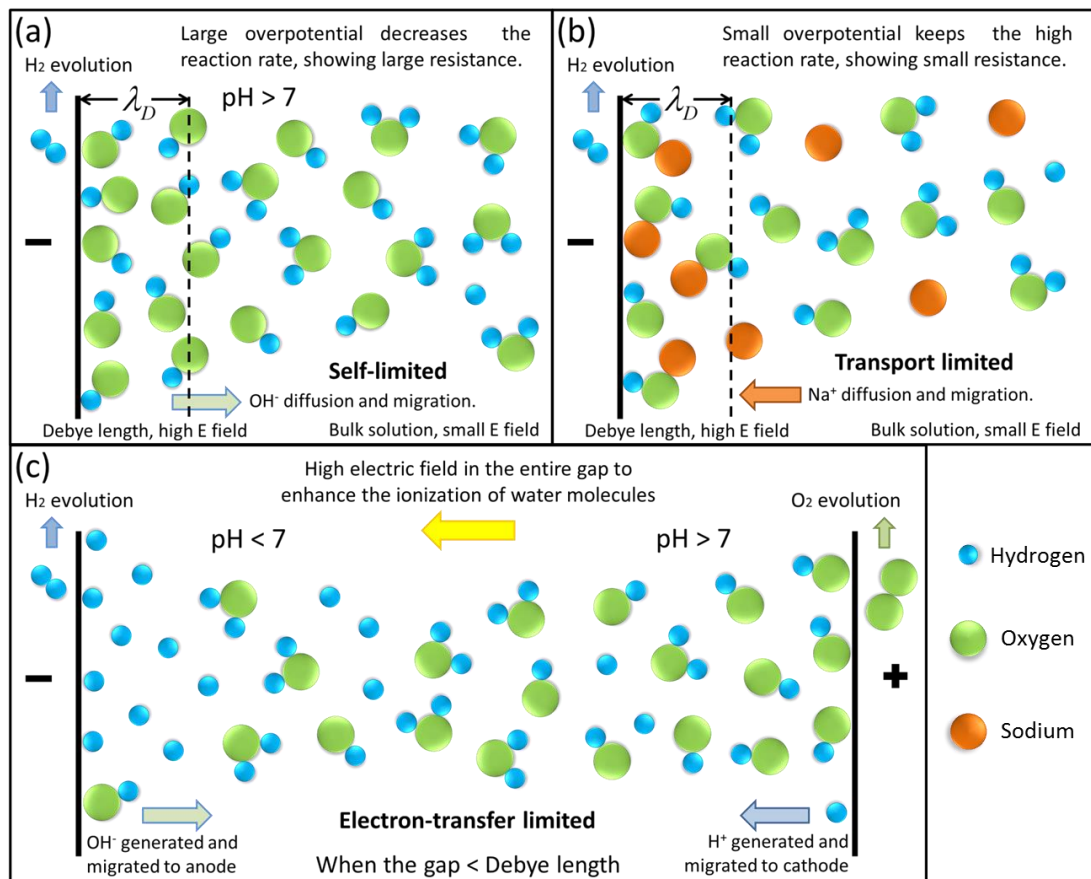 (a)
Large overpotential decreases the
reaction rate, showing large resistance.
H₂ evolution
λ_D
pH > 7
−
Self-limited
OH⁻ diffusion and migration.
Debye length, high E field
Bulk solution, small E field
(b)
Small overpotential keeps the high
reaction rate, showing small resistance.
H₂ evolution
λ_D
−
Transport limited
Na⁺ diffusion and migration.
Debye length, high E field
Bulk solution, small E field
(c)
High electric field in the entire gap to
enhance the ionization of water molecules
H₂ evolution
O₂ evolution
pH < 7
pH > 7
−
+
Electron-transfer limited
OH⁻ generated and
migrated to anode
H⁺ generated and
migrated to cathode
When the gap < Debye length
Hydrogen
Oxygen
Sodium